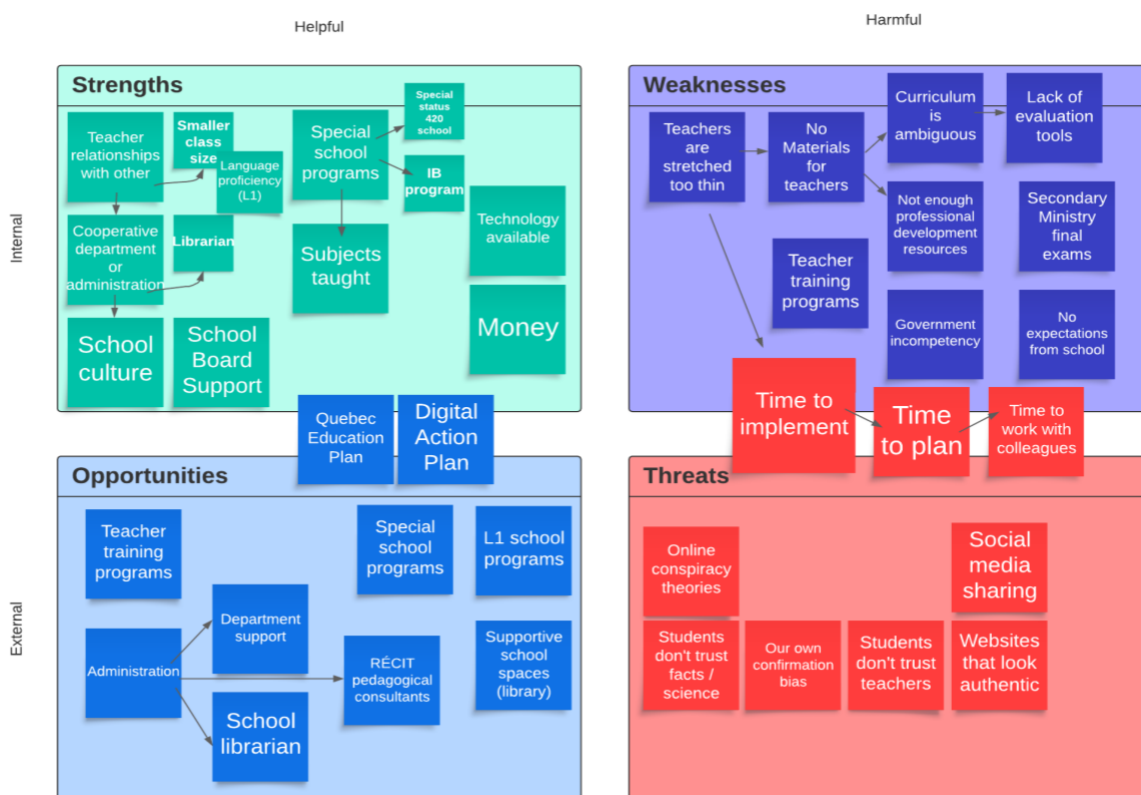 Helpful
Harmful
Internal
External
Strengths
Teacher
relationships
with other
Smaller
class
size
Language
proficiency
(L1)
Cooperative
department
or
administration
Librarian
School
culture
School
Board
Support
Special
school
programs
Special
status
420
school
IB
program
Subjects
taught
Technology
available
Money
Weaknesses
Teachers
are
stretched
too thin
No
Materials
for
teachers
Curriculum
is
ambiguous
Lack of
evaluation
tools
Not enough
professional
development
resources
Secondary
Ministry
final
exams
Teacher
training
programs
Government
incompetency
No
expectations
from school
Time to
implement
Time
to plan
Time to
work with
colleagues
Quebec
Education
Plan
Digital
Action
Plan
Opportunities
Teacher
training
programs
Special
school
programs
L1 school
programs
Administration
Department
support
RÉCIT
pedagogical
consultants
School
librarian
Supportive
school
spaces
(library)
Threats
Online
conspiracy
theories
Social
media
sharing
Students
don't trust
facts /
science
Our own
confirmation
bias
Students
don't trust
teachers
Websites
that look
authentic